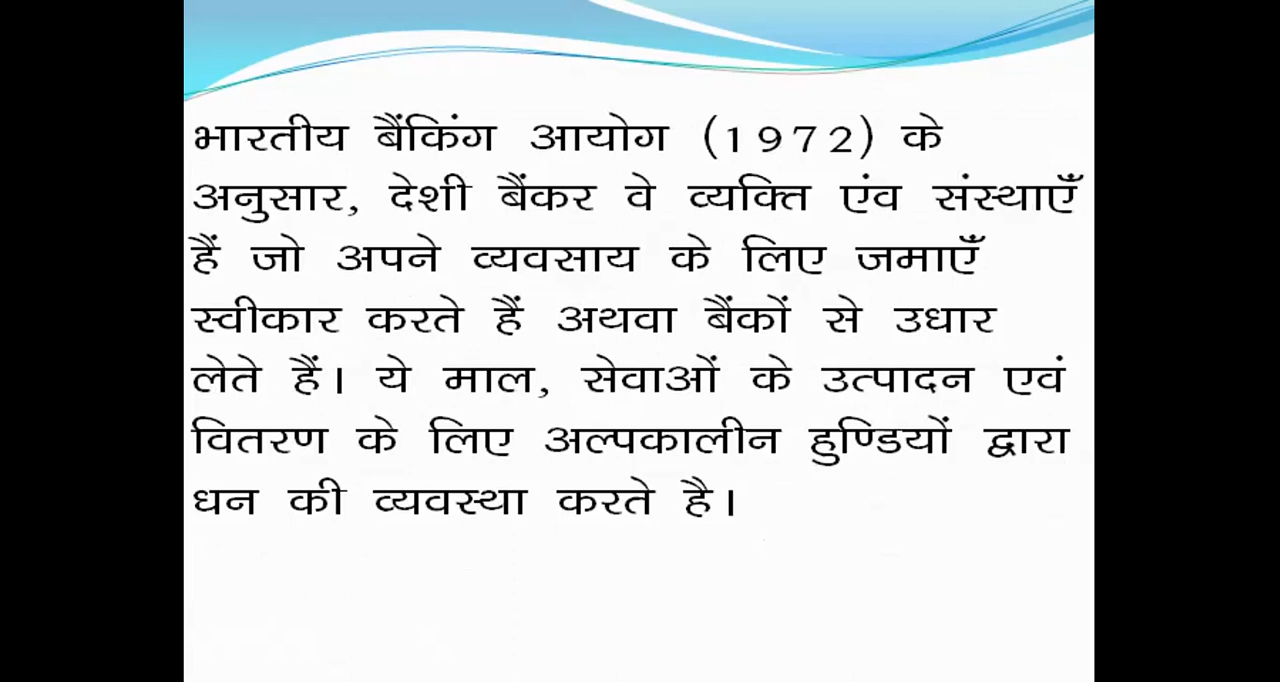 भारतीय बैंकिंग आयोग (1972) के
अनुसार, देशी बैंकर वे व्यक्ति एंव संस्थाएँ
हैं जो अपने व्यवसाय के लिए जमाएँ
स्वीकार करते हैं अथवा बैंकों से उधार
लेते हैं। ये माल, सेवाओं के उत्पादन एवं
वितरण के लिए अल्पकालीन हुण्डियों द्वारा
धन की व्यवस्था करते है।